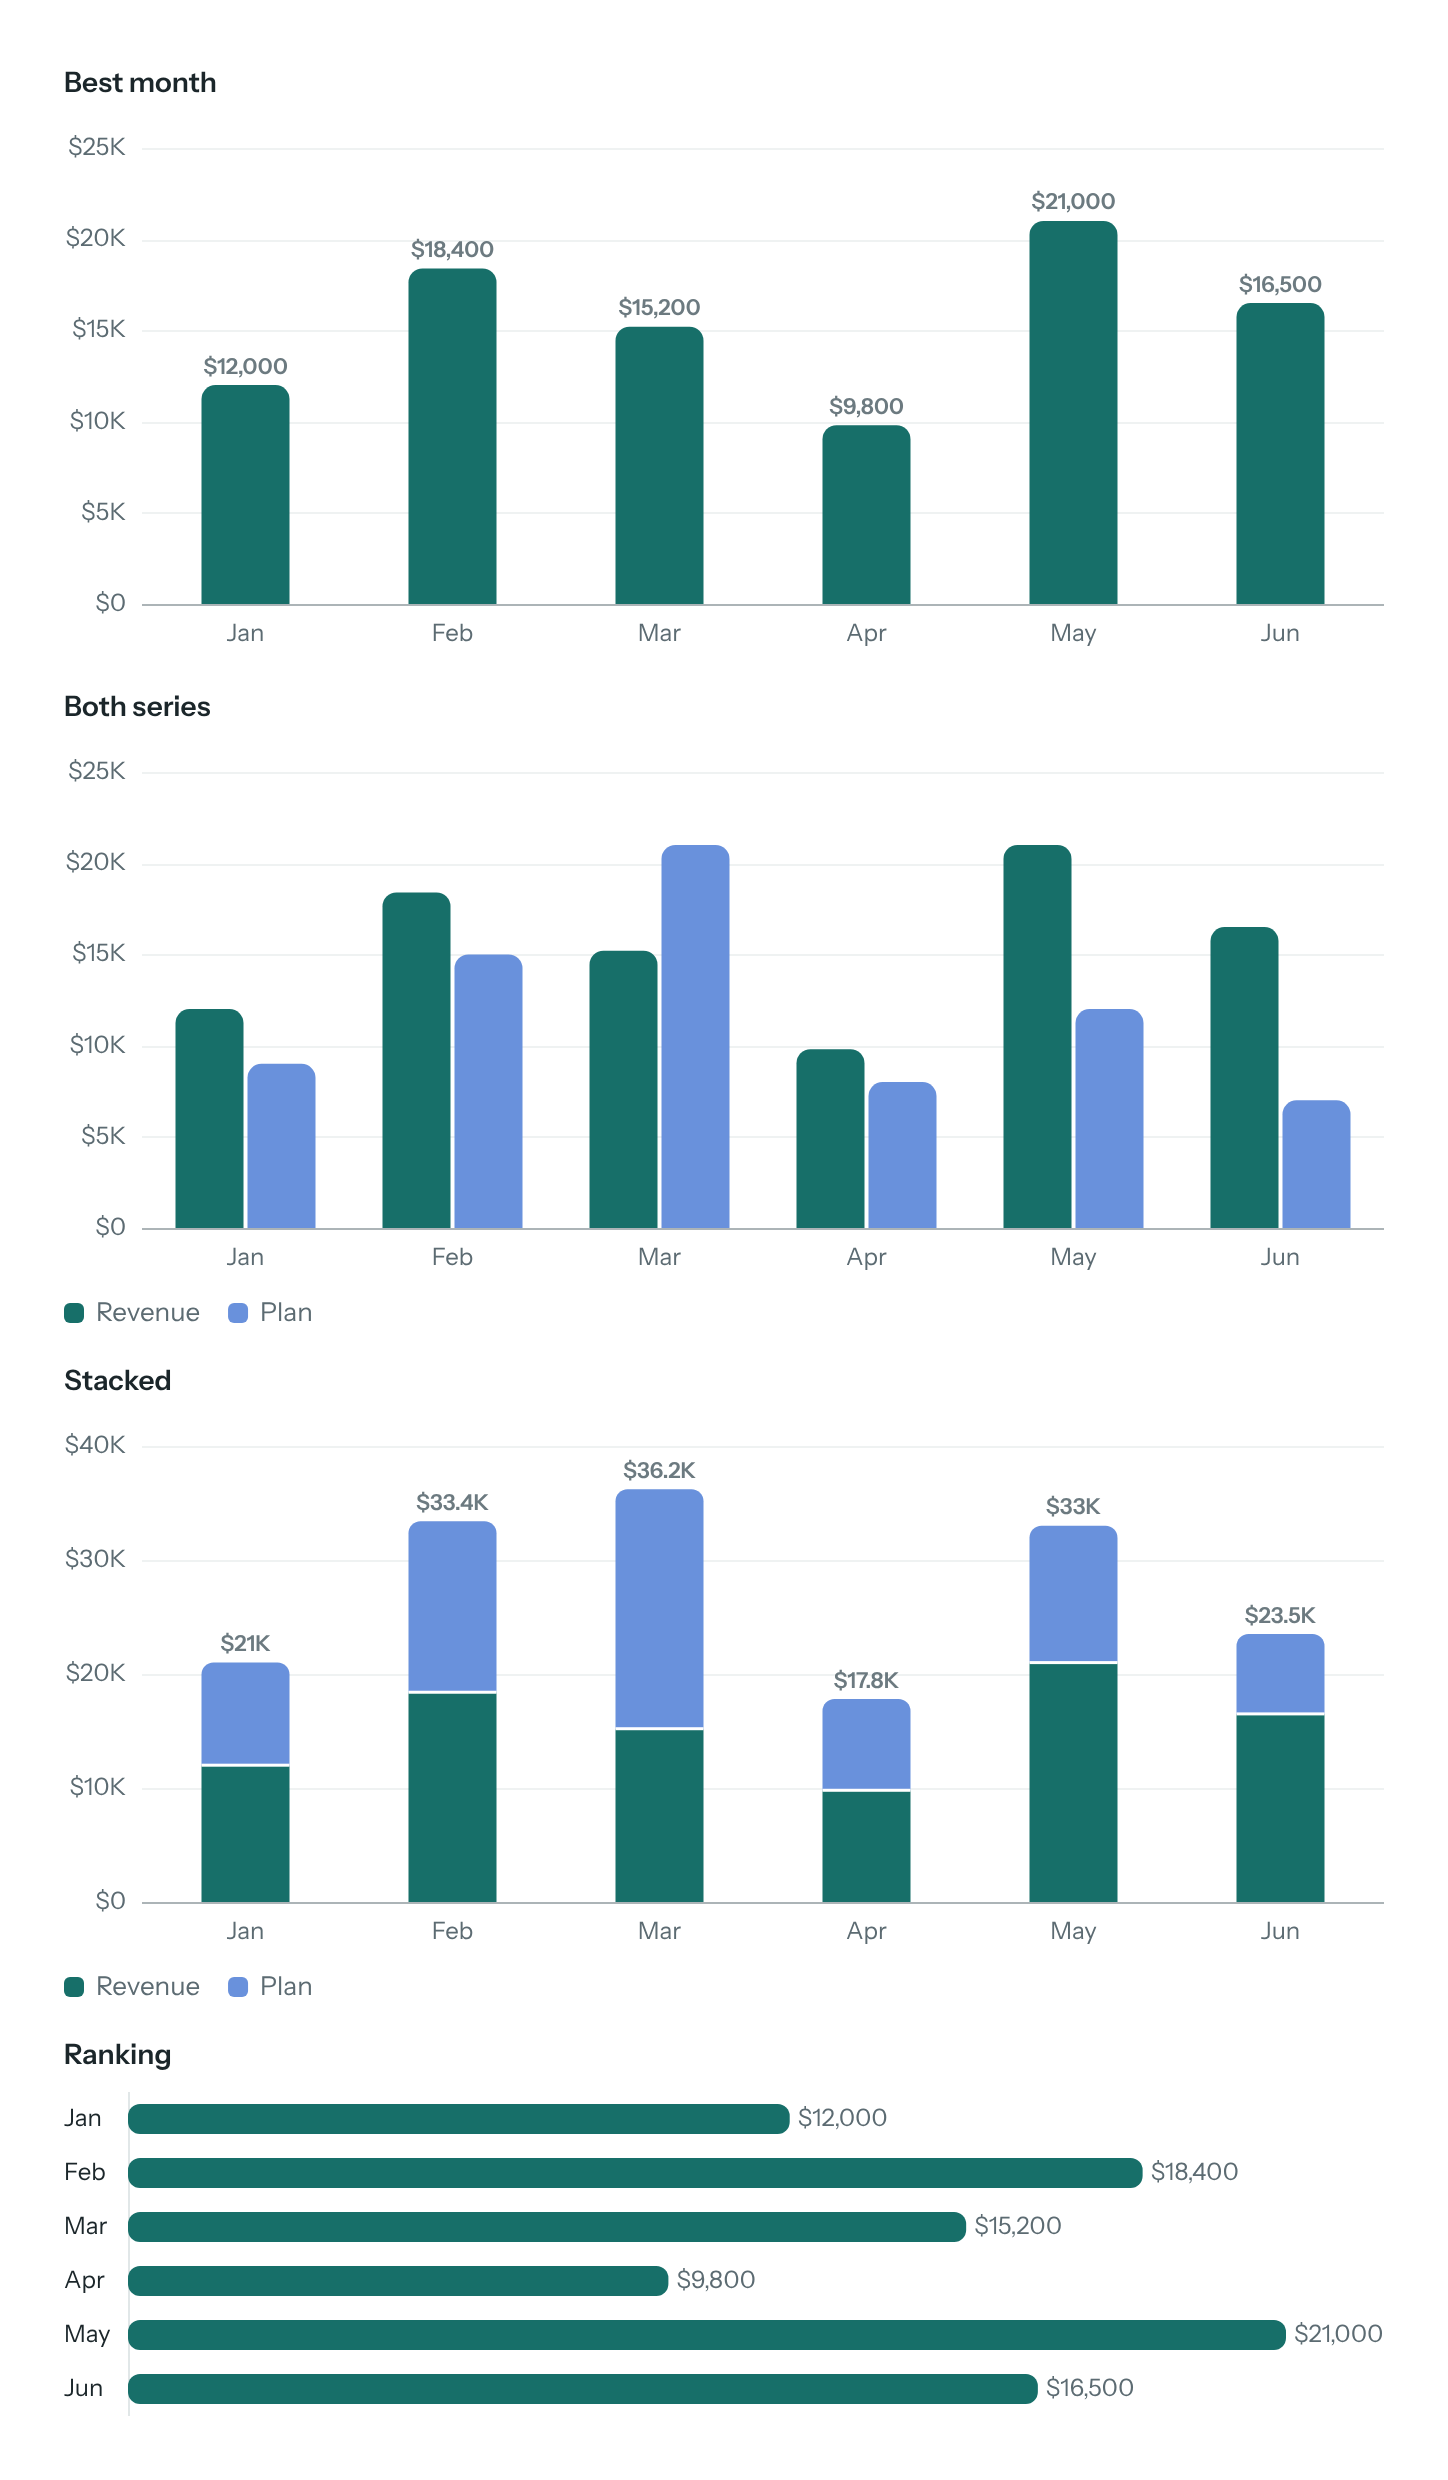 Best month
$25K
$20K
$15K
$10K
$5K
$0
$12,000
$18,400
$15,200
$9,800
$21,000
$16,500
Jan Feb Mar Apr May Jun
Both series
$25K
$20K
$15K
$10K
$5K
$0
Jan Feb Mar Apr May Jun
Revenue Plan
Stacked
$40K
$30K
$20K
$10K
$0
$21K
$33.4K
$36.2K
$17.8K
$33K
$23.5K
Jan Feb Mar Apr May Jun
Revenue Plan
Ranking
Jan $12,000
Feb $18,400
Mar $15,200
Apr $9,800
May $21,000
Jun $16,500